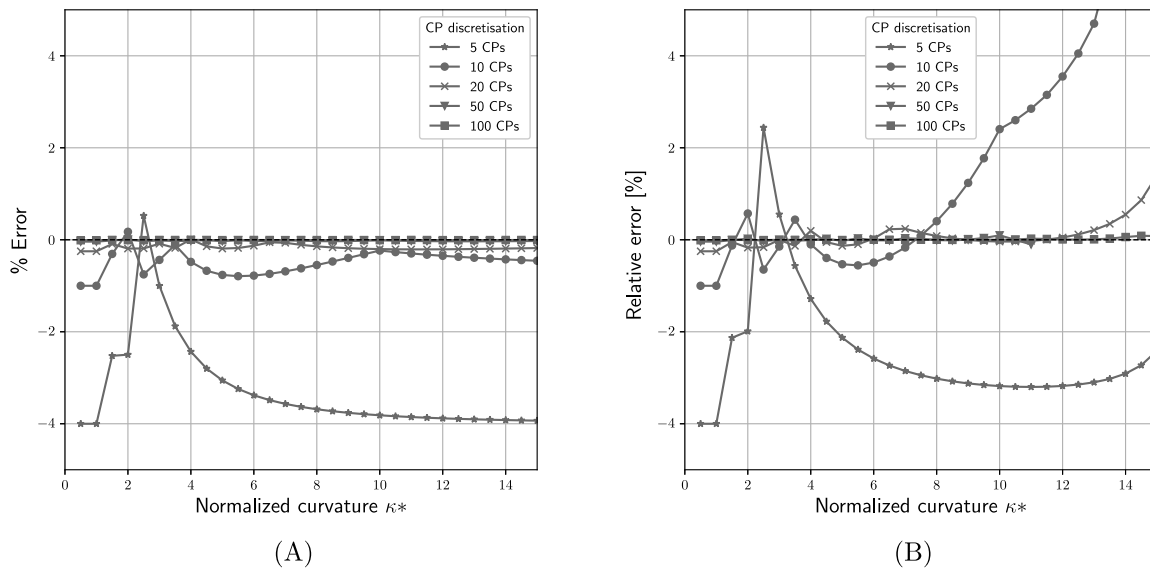 CP discretisation
5 CPs
10 CPs
20 CPs
50 CPs
100 CPs
4
2
0
−2
−4
% Error
0 2 4 6 8 10 12 14
Normalized curvature κ*
(A)
CP discretisation
5 CPs
10 CPs
20 CPs
50 CPs
100 CPs
4
2
0
−2
−4
Relative error [%]
0 2 4 6 8 10 12 14
Normalized curvature κ*
(B)